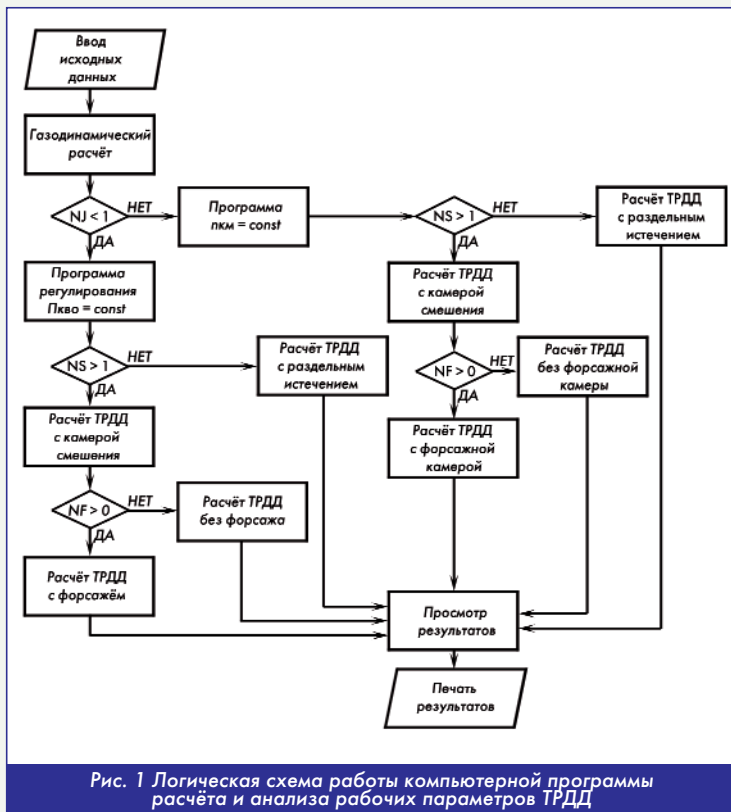 Ввод
исходных
данных
Газодинамический
расчёт
NJ < 1
НЕТ
ДА
Программа
пкм = const
NS > 1
НЕТ
ДА
Расчёт ТРДД
с раздельным
истечением
Программа
регулирования
Пкво = const
Расчёт ТРДД
с камерой
смешения
NS > 1
НЕТ
ДА
Расчёт ТРДД
с раздельным
истечением
NF > 0
НЕТ
ДА
Расчёт ТРДД
без форсажной
камеры
Расчёт ТРДД
с камерой
смешения
Расчёт ТРДД
с форсажной
камерой
NF > 0
НЕТ
ДА
Расчёт ТРДД
без форсажа
Расчёт ТРДД
с форсажём
Просмотр
результатов
Печать
результатов
Рис. 1 Логическая схема работы компьютерной программы
расчёта и анализа рабочих параметров ТРДД